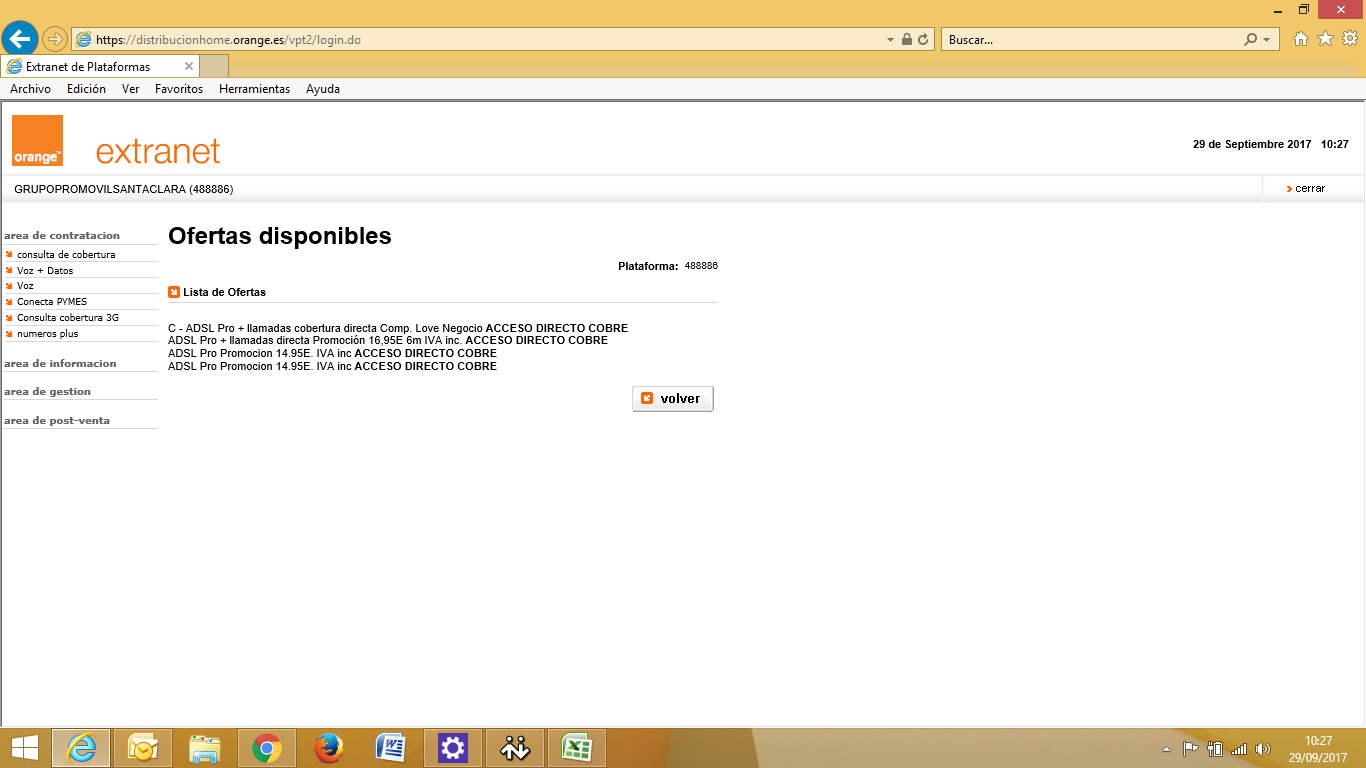 https://distribucionhome.orange.es/vpt2/login.do
Buscar...
Extranet de Plataformas
Archivo Edición Ver Favoritos Herramientas Ayuda
orange™
extranet
29 de Septiembre 2017 10:27
GRUPOPROMOVILSANTACLARA (488886)
cerrar
area de contratacion
consulta de cobertura
Voz + Datos
Voz
Conecta PYMES
Consulta cobertura 3G
numeros plus
area de informacion
area de gestion
area de post-venta
Ofertas disponibles
Plataforma: 488886
Lista de Ofertas
C - ADSL Pro + llamadas cobertura directa Comp. Love Negocio ACCESO DIRECTO COBRE
ADSL Pro + llamadas directa Promoción 16,95E 6m IVA inc. ACCESO DIRECTO COBRE
ADSL Pro Promocion 14.95E. IVA inc ACCESO DIRECTO COBRE
ADSL Pro Promocion 14.95E. IVA inc ACCESO DIRECTO COBRE
volver
10:27
29/09/2017